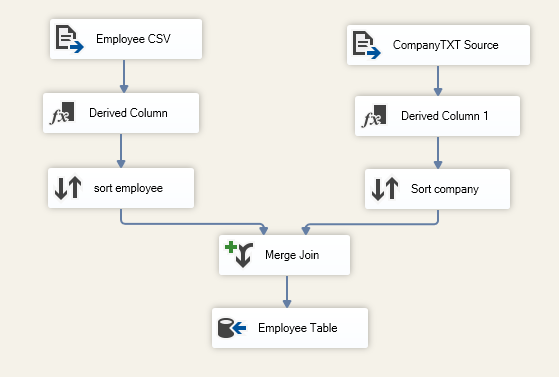 Employee CSV
CompanyTXT Source
Derived Column
Derived Column 1
sort employee
Sort company
Merge Join
Employee Table